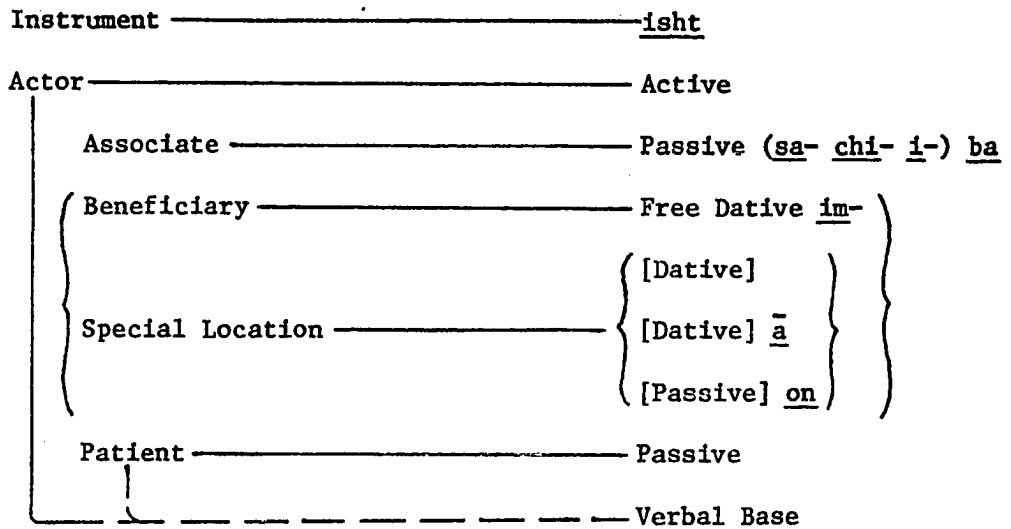 Instrument isht
Actor Active
Associate Passive (sa- chi- i-) ba
Beneficiary Free Dative im-
[Dative]
Special Location [Dative] ā
[Passive] on
Patient Passive
Verbal Base